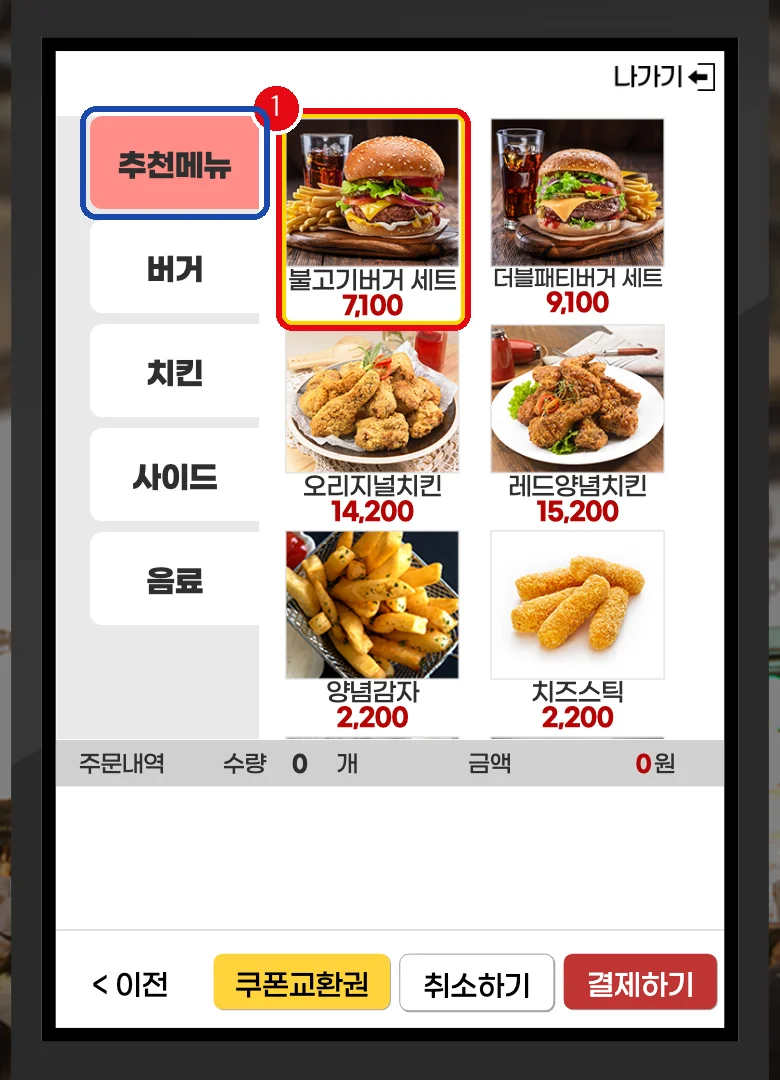 나가기
1
추천메뉴
버거
치킨
사이드
음료
불고기버거 세트
7,100
더블패티버거 세트
9,100
오리지널치킨
14,200
레드양념치킨
15,200
양념감자
2,200
치즈스틱
2,200
주문내역 수량 0 개 금액 0원
< 이전 쿠폰교환권 취소하기 결제하기